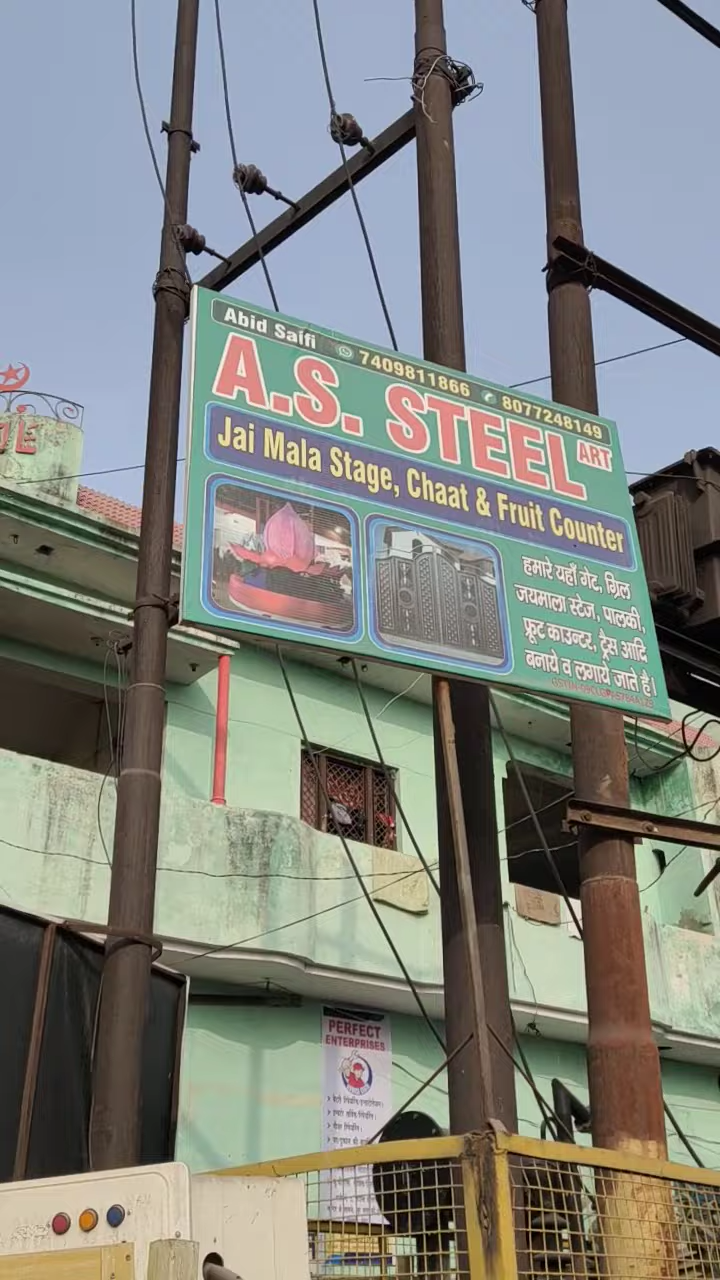 Abid Saifi 7409811866 8077248149
A.S. STEEL ART
Jai Mala Stage, Chaat & Fruit Counter
हमारे यहाँ गेट, ग्रिल
जयमाला स्टेज, पालकी,
फ्रूट काउन्टर, ट्रैस आदि
बनाये व लगाये जाते है।
PERFECT
ENTERPRISES